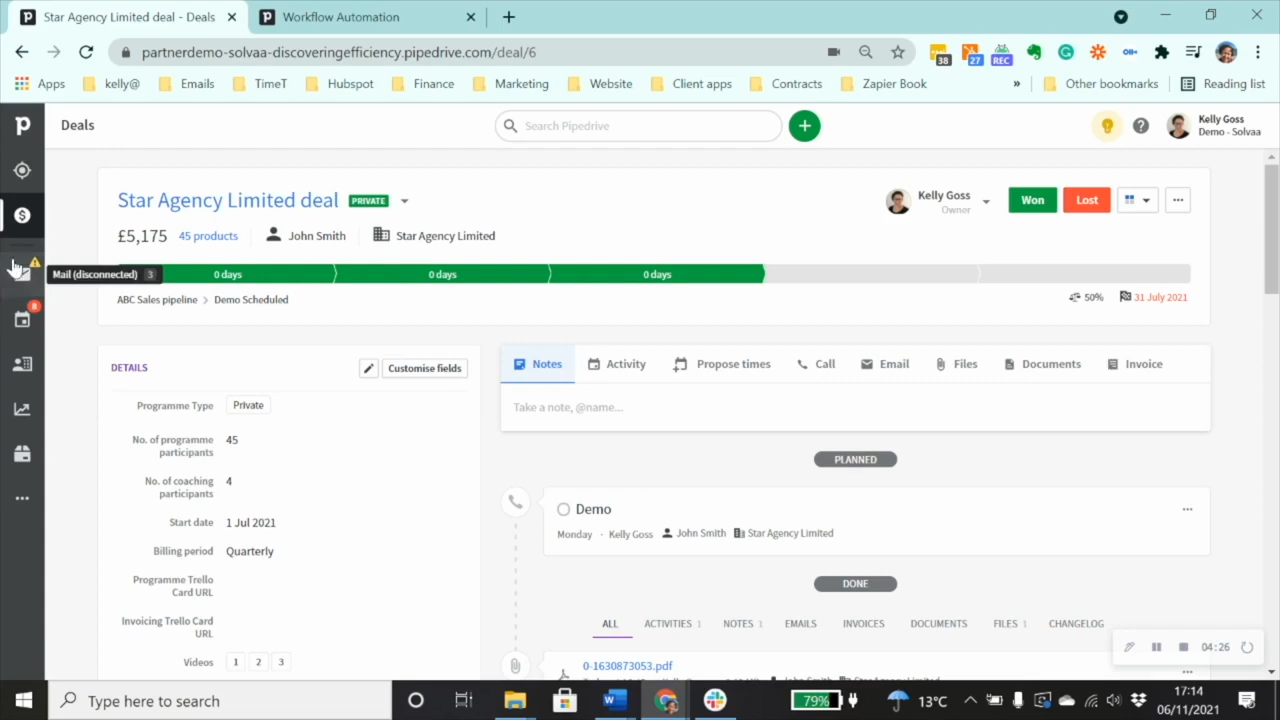 Star Agency Limited deal - Deals
Workflow Automation
partnerdemo-solvaa-discoveringefficiency.pipedrive.com/deal/6
38
27
REC
Apps
kelly@
Emails
TimeT
Hubspot
Finance
Marketing
Website
Client apps
Contracts
Zapier Book
»
Other bookmarks
Reading list
Deals
Search Pipedrive
Kelly Goss
Demo - Solvaa
Star Agency Limited deal
PRIVATE
Kelly Goss
Owner
Won
Lost
£5,175
45 products
John Smith
Star Agency Limited
Mail (disconnected) 3
0 days
0 days
0 days
ABC Sales pipeline > Demo Scheduled
50%
31 July 2021
8
DETAILS
Customise fields
Programme Type
Private
No. of programme
participants
45
No. of coaching
participants
4
Start date
1 Jul 2021
Billing period
Quarterly
Programme Trello
Card URL
Invoicing Trello Card
URL
Videos
1 2 3
Notes
Activity
Propose times
Call
Email
Files
Documents
Invoice
Take a note, @name...
PLANNED
Demo
Monday · Kelly Goss
John Smith
Star Agency Limited
DONE
ALL
ACTIVITIES 1
NOTES 1
EMAILS
INVOICES
DOCUMENTS
FILES 1
CHANGELOG
0-1630873053.pdf
04:26
Type here to search
79%
13°C
17:14
06/11/2021